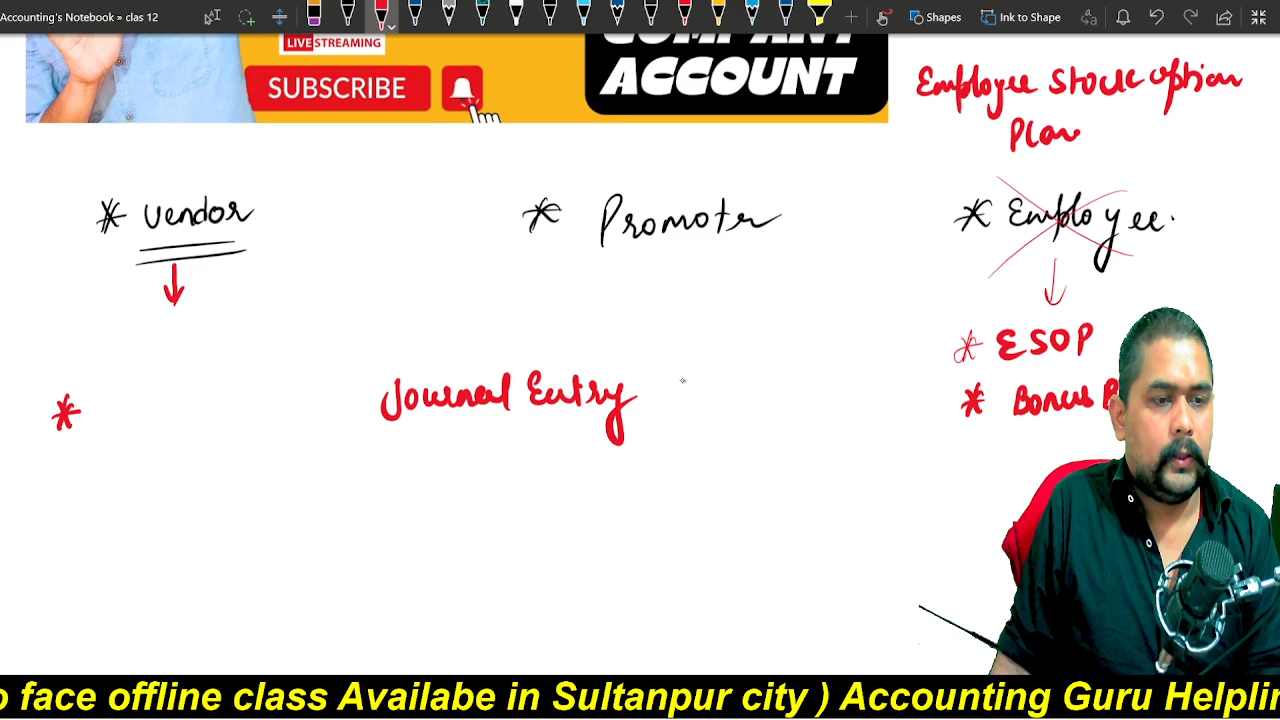 Accounting's Notebook » clas 12
Shapes
Ink to Shape
LIVE STREAMING
SUBSCRIBE
ACCOUNT
Employee Stock option
Plan
* Vendor
* Promoter
* Employee.
* ESOP
* Bonus
* Journal Entry
face offline class Availabe in Sultanpur city ) Accounting Guru